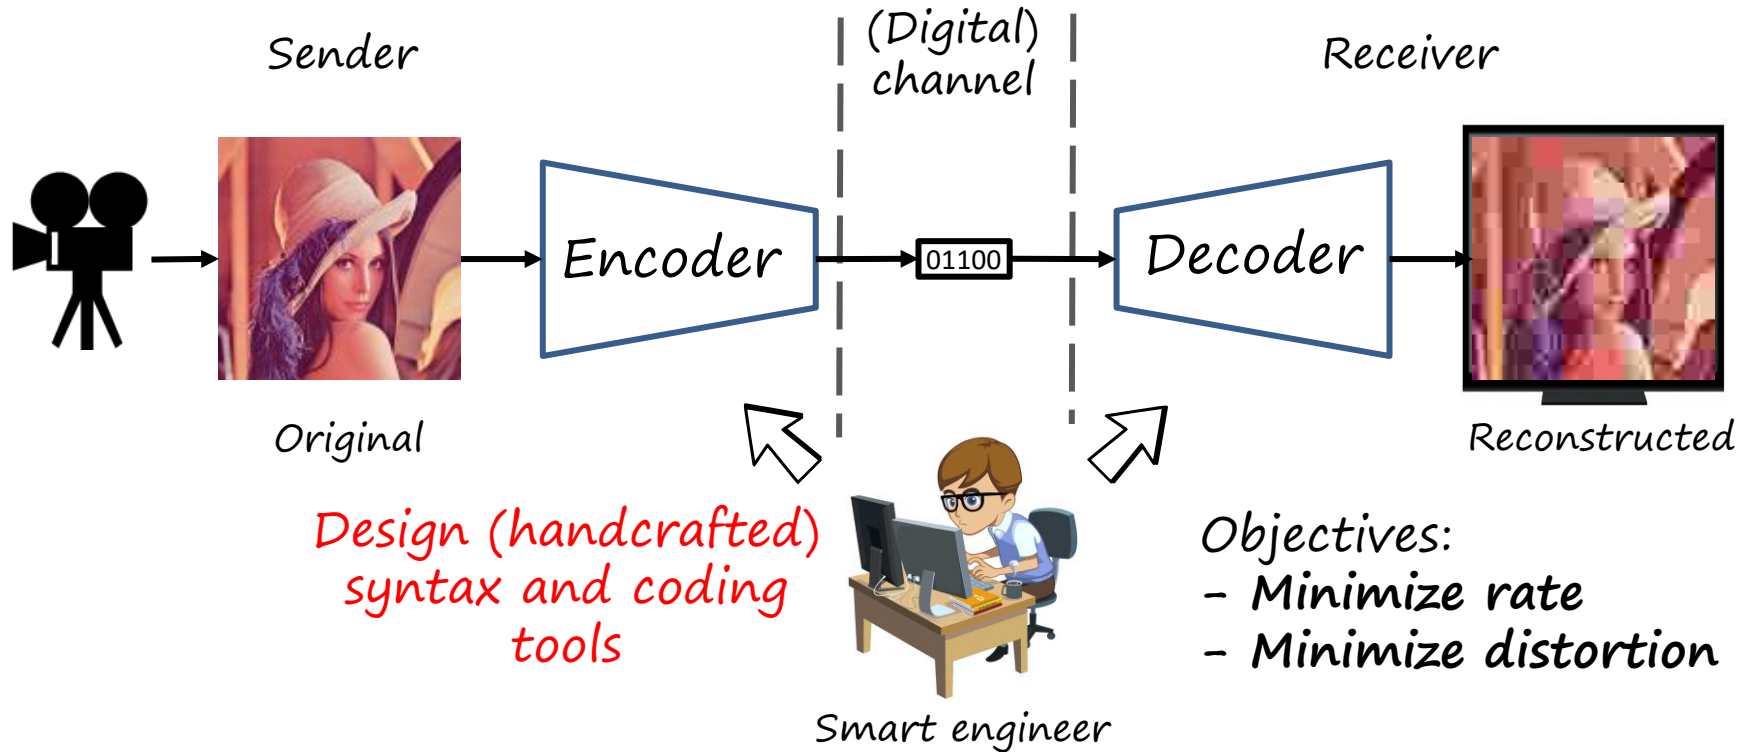 Sender
(Digital)
channel
Receiver
Encoder
01100
Decoder
Original
Reconstructed
Design (handcrafted)
syntax and coding
tools
Objectives:
- Minimize rate
- Minimize distortion
Smart engineer